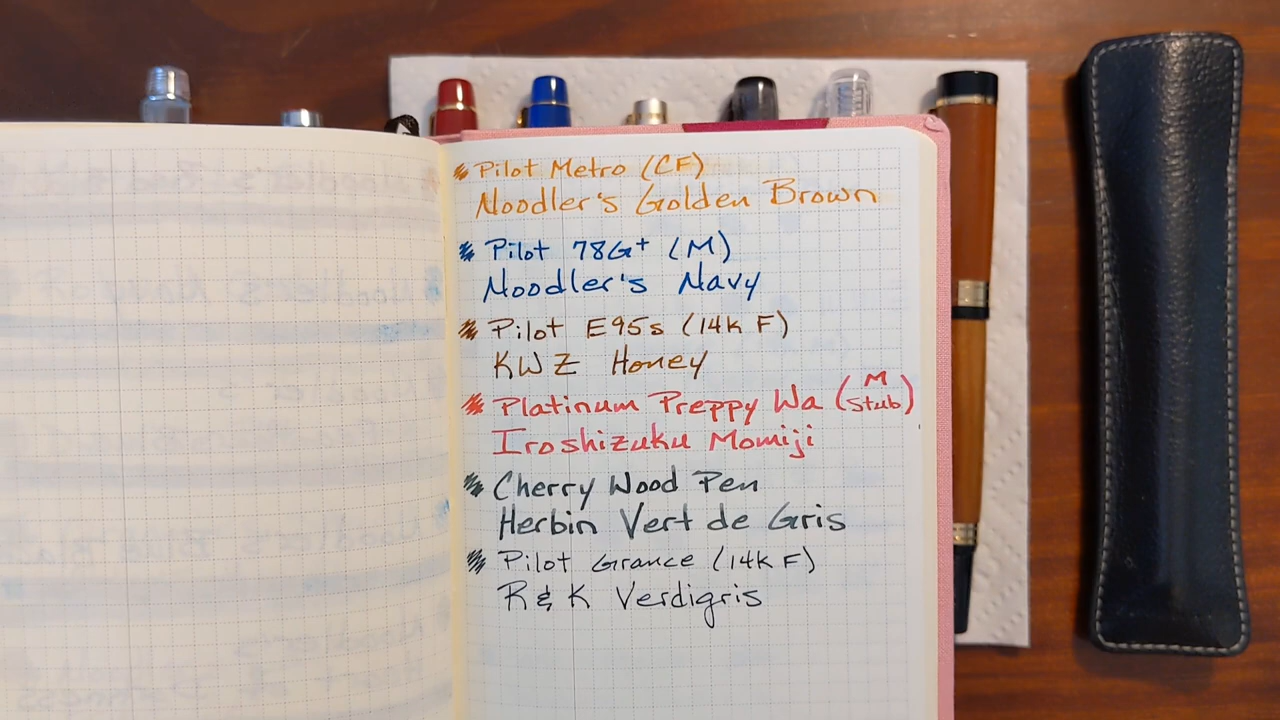 Pilot Metro (CF)
Noodler's Golden Brown
Pilot 78G+ (M)
Noodler's Navy
Pilot E95s (14k F)
KWZ Honey
Platinum Preppy Wa (M Stub)
Iroshizuku Momiji
Cherry Wood Pen
Herbin Vert de Gris
Pilot Grance (14k F)
R & K Verdigris